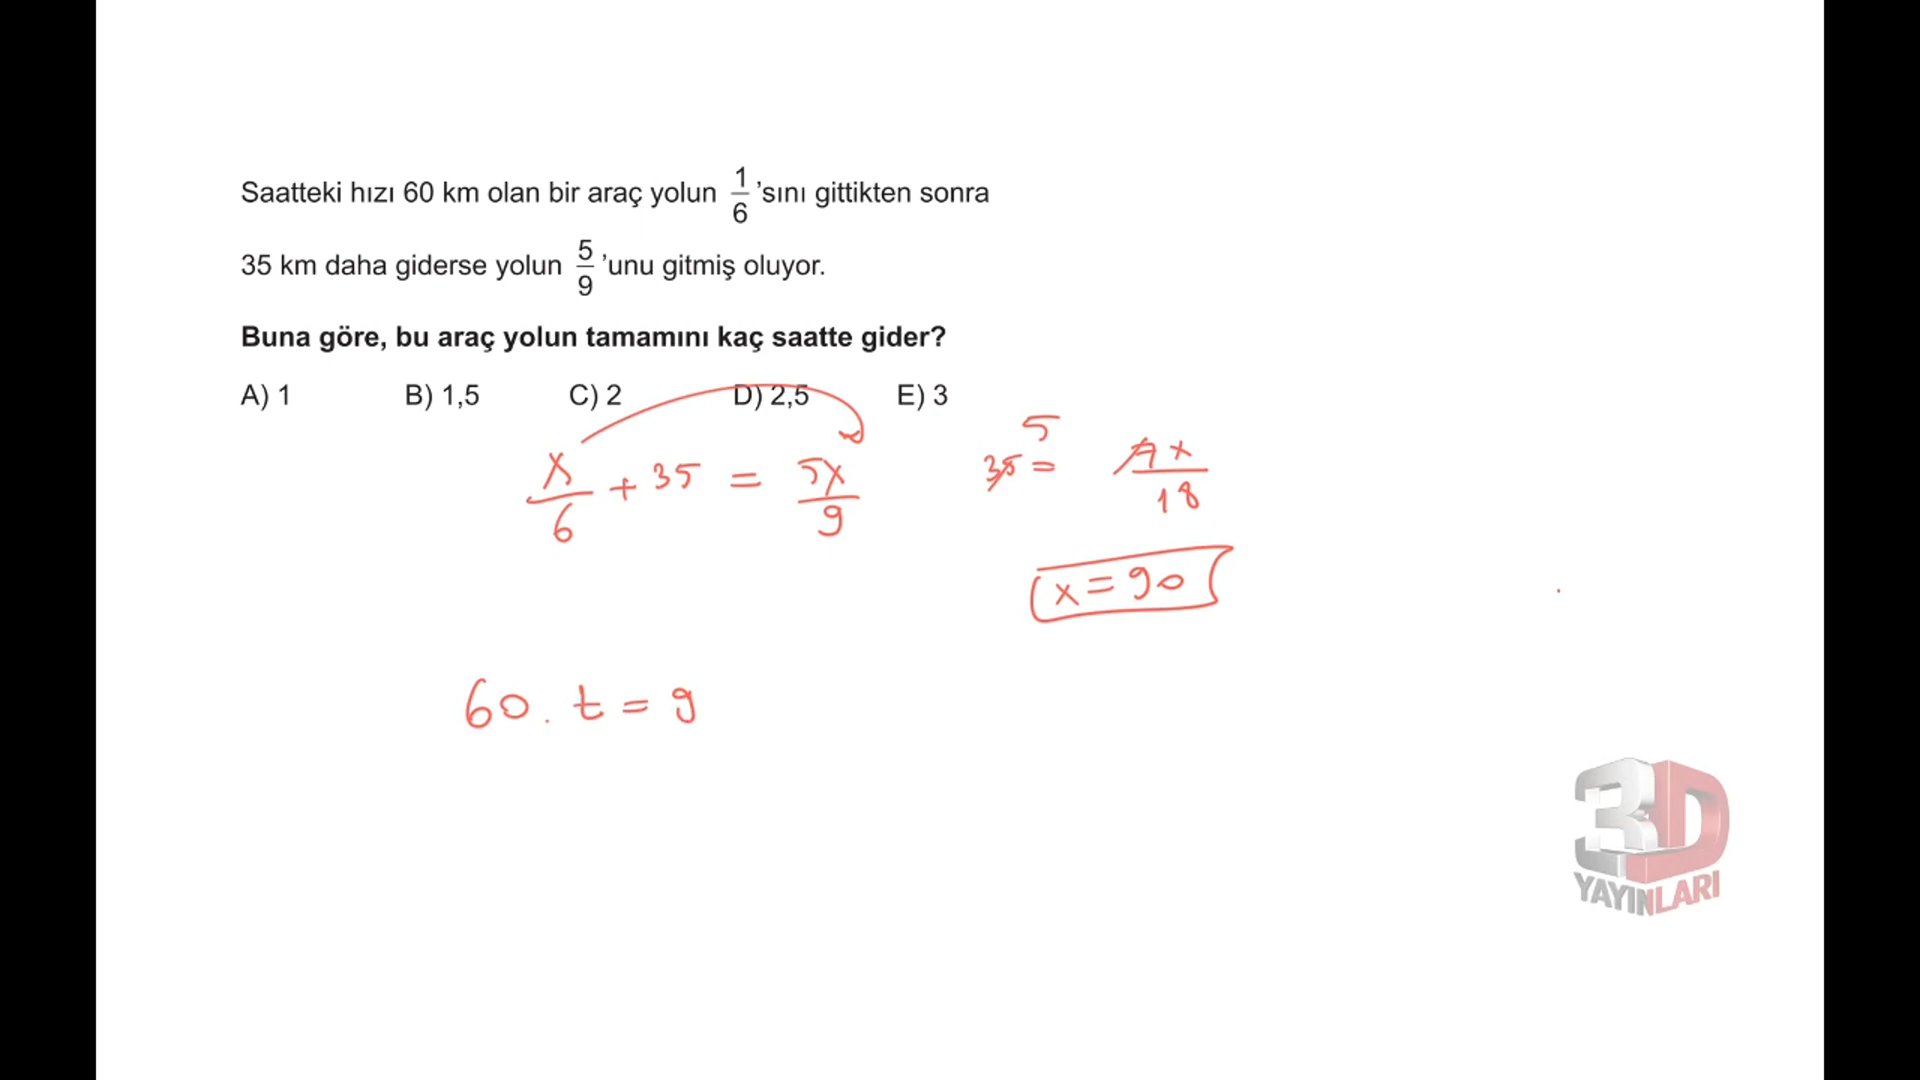 Saatteki hızı 60 km olan bir araç yolun 1/6 'sını gittikten sonra
35 km daha giderse yolun 5/9 'unu gitmiş oluyor.
Buna göre, bu araç yolun tamamını kaç saatte gider?
A) 1 B) 1,5 C) 2 D) 2,5 E) 3
x/6 + 35 = 5x/9
5
35 = 7x/18
x = 90
60 . t = 9
3D
YAYINLARI